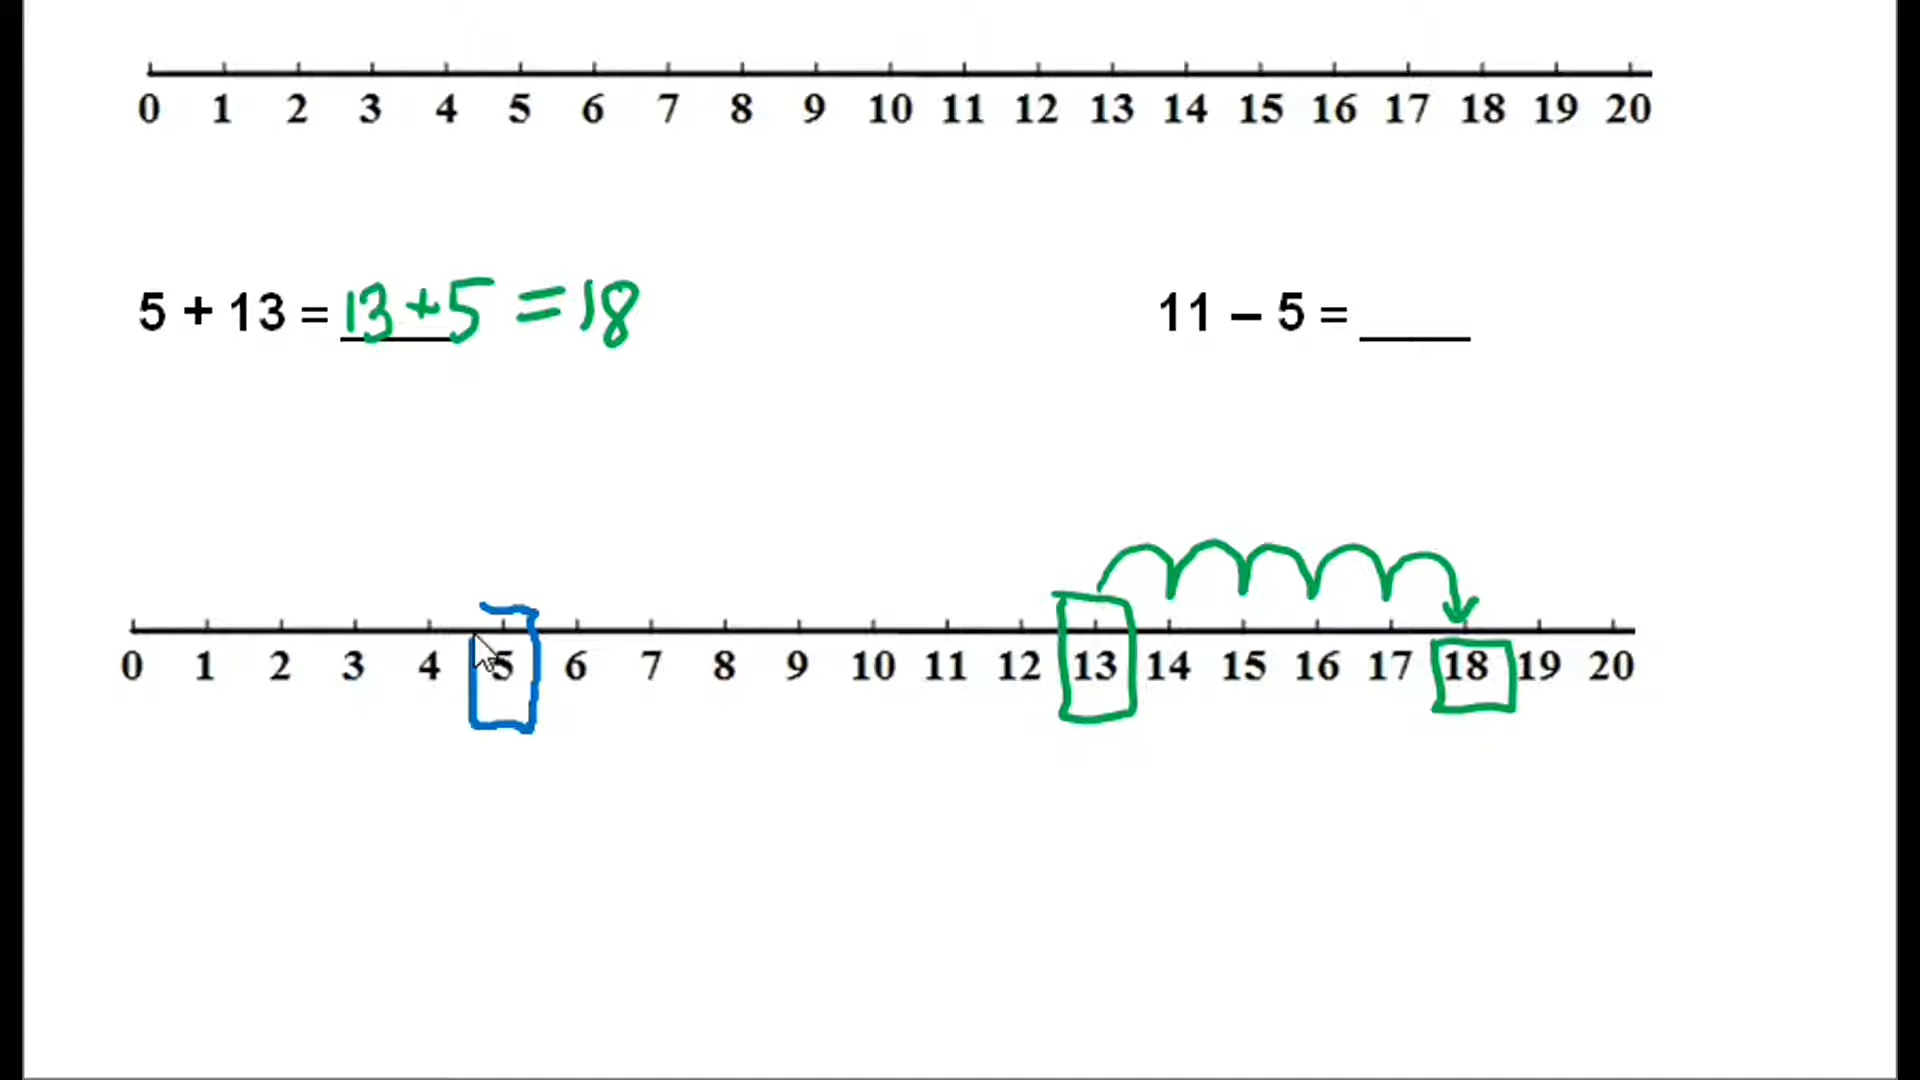 0 1 2 3 4 5 6 7 8 9 10 11 12 13 14 15 16 17 18 19 20
5 + 13 = 13 + 5 = 18
11 – 5 = ____
0 1 2 3 4 5 6 7 8 9 10 11 12 13 14 15 16 17 18 19 20